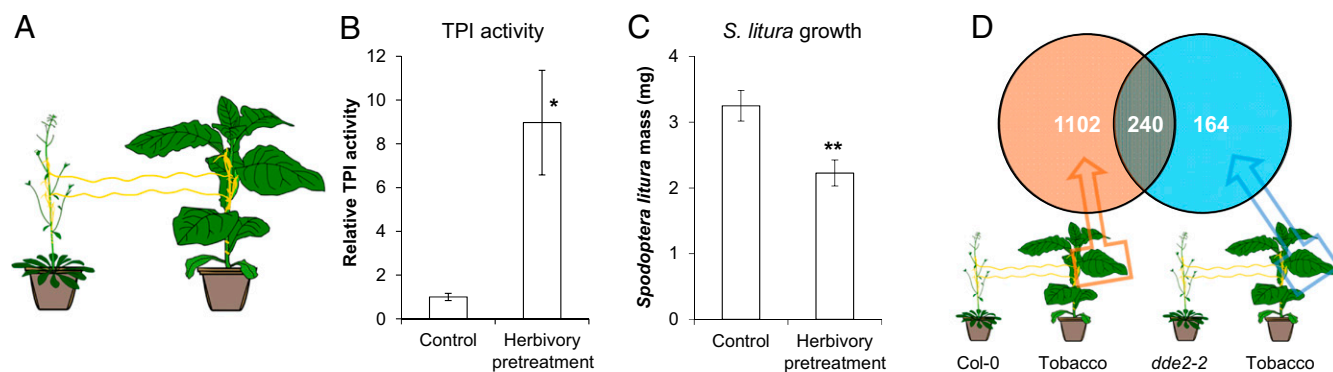 A
B
TPI activity
Relative TPI activity
12
10
8
6
4
2
0
*
Control
Herbivory
pretreatment
C
S. litura growth
Spodoptera litura mass (mg)
4
3
2
1
0
**
Control
Herbivory
pretreatment
D
1102 240 164
Col-0 Tobacco dde2-2 Tobacco